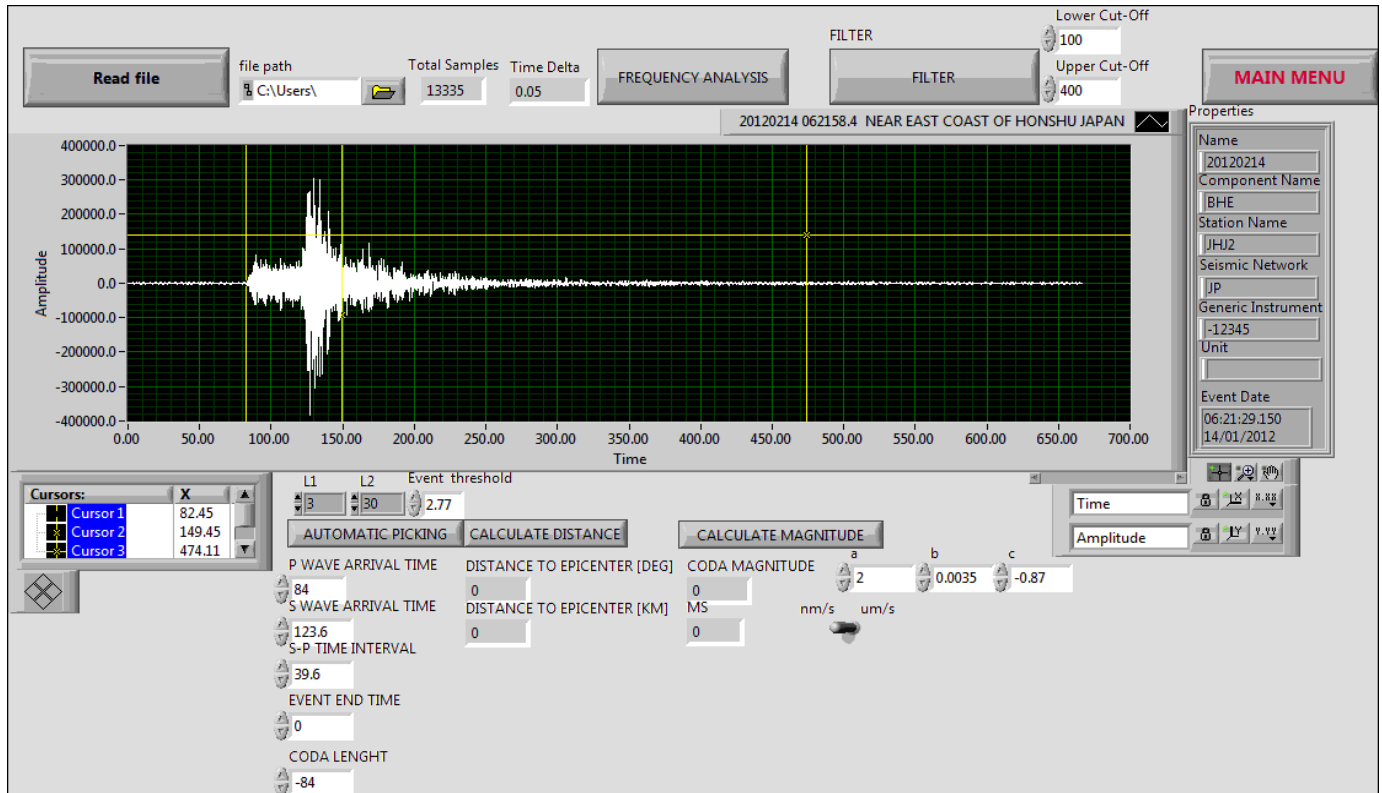 Lower Cut-Off
FILTER
100
file path
Total Samples
Time Delta
Upper Cut-Off
Read file
C:\Users\
13335
0.05
FREQUENCY ANALYSIS
FILTER
400
MAIN MENU
20120214 062158.4 NEAR EAST COAST OF HONSHU JAPAN
Properties
Name
20120214
Component Name
BHE
Station Name
JHJ2
Seismic Network
JP
Generic Instrument
-12345
Unit
Event Date
06:21:29.150
14/01/2012
Amplitude
400000.0
300000.0
200000.0
100000.0
0.0
-100000.0
-200000.0
-300000.0
-400000.0
0.00 50.00 100.00 150.00 200.00 250.00 300.00 350.00 400.00 450.00 500.00 550.00 600.00 650.00 700.00
Time
Cursors: X
Cursor 1 82.45
Cursor 2 149.45
Cursor 3 474.11
L1 L2 Event threshold
3 30 2.77
AUTOMATIC PICKING
CALCULATE DISTANCE
CALCULATE MAGNITUDE
Time
X.XX
Amplitude
Y.YY
P WAVE ARRIVAL TIME
84
S WAVE ARRIVAL TIME
123.6
S-P TIME INTERVAL
39.6
EVENT END TIME
0
CODA LENGHT
-84
DISTANCE TO EPICENTER [DEG]
0
DISTANCE TO EPICENTER [KM]
0
CODA MAGNITUDE
0
MS
0
a b c
2 0.0035 -0.87
nm/s um/s